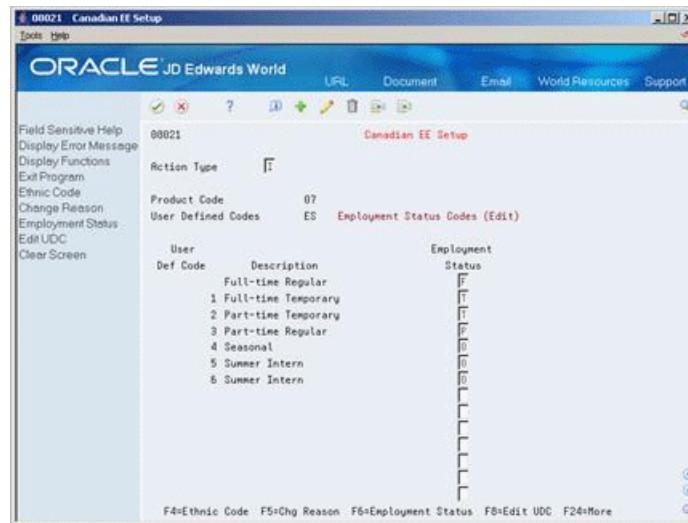 00021 Canadian EE Setup
Tools Help
ORACLE JD Edwards World
URL Document Email World Resources Support
Field Sensitive Help
Display Error Message
Display Functions
Exit Program
Ethnic Code
Change Reason
Employment Status
Edit UDC
Clear Screen
00021 Canadian EE Setup
Action Type I
Product Code 07
User Defined Codes ES Employment Status Codes (Edit)
User Employment
Def Code Description Status
Full-time Regular F
1 Full-time Temporary T
2 Part-time Temporary T
3 Part-time Regular P
4 Seasonal O
5 Summer Intern O
6 Summer Intern O
F4=Ethnic Code F5=Chg Reason F6=Employment Status F8=Edit UDC F24=More